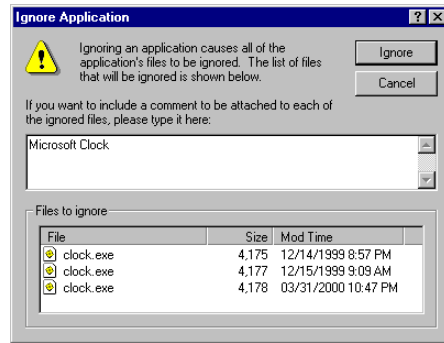 Ignore Application
Ignoring an application causes all of the
application's files to be ignored. The list of files
that will be ignored is shown below.
Ignore
Cancel
If you want to include a comment to be attached to each of
the ignored files, please type it here:
Microsoft Clock
Files to ignore
File Size Mod Time
clock.exe 4,175 12/14/1999 8:57 PM
clock.exe 4,177 12/15/1999 9:09 AM
clock.exe 4,178 03/31/2000 10:47 PM